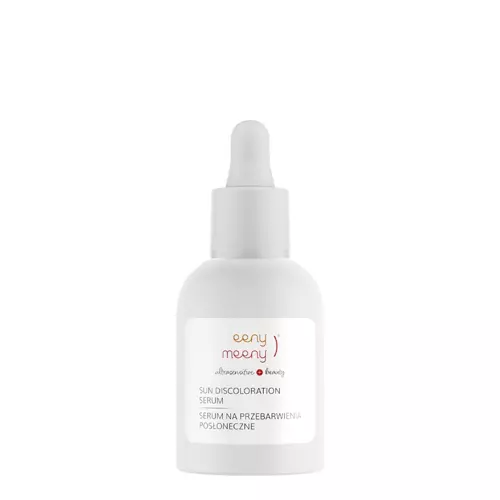 eeny
meeny )
ultrasensitive + beauty
SUN DISCOLORATION
SERUM
SERUM NA PRZEBARWIENIA
POSŁONECZNE